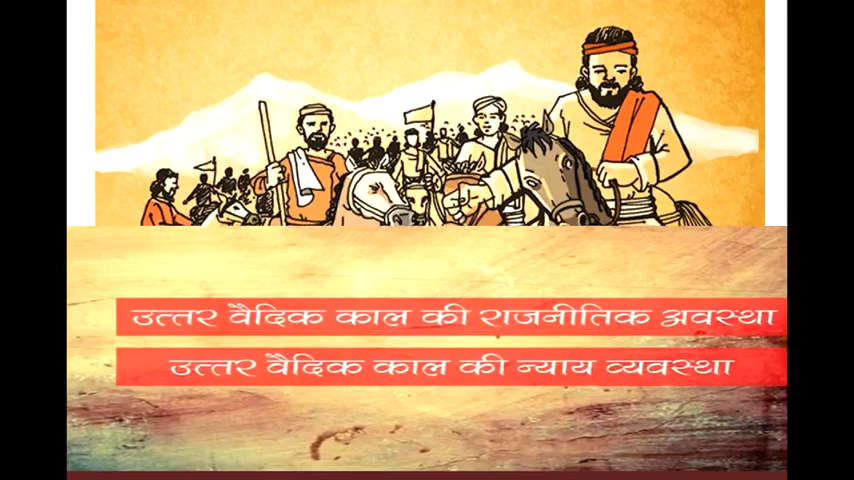 उत्तर वैदिक काल की राजनीतिक अवस्था
उत्तर वैदिक काल की न्याय व्यवस्था